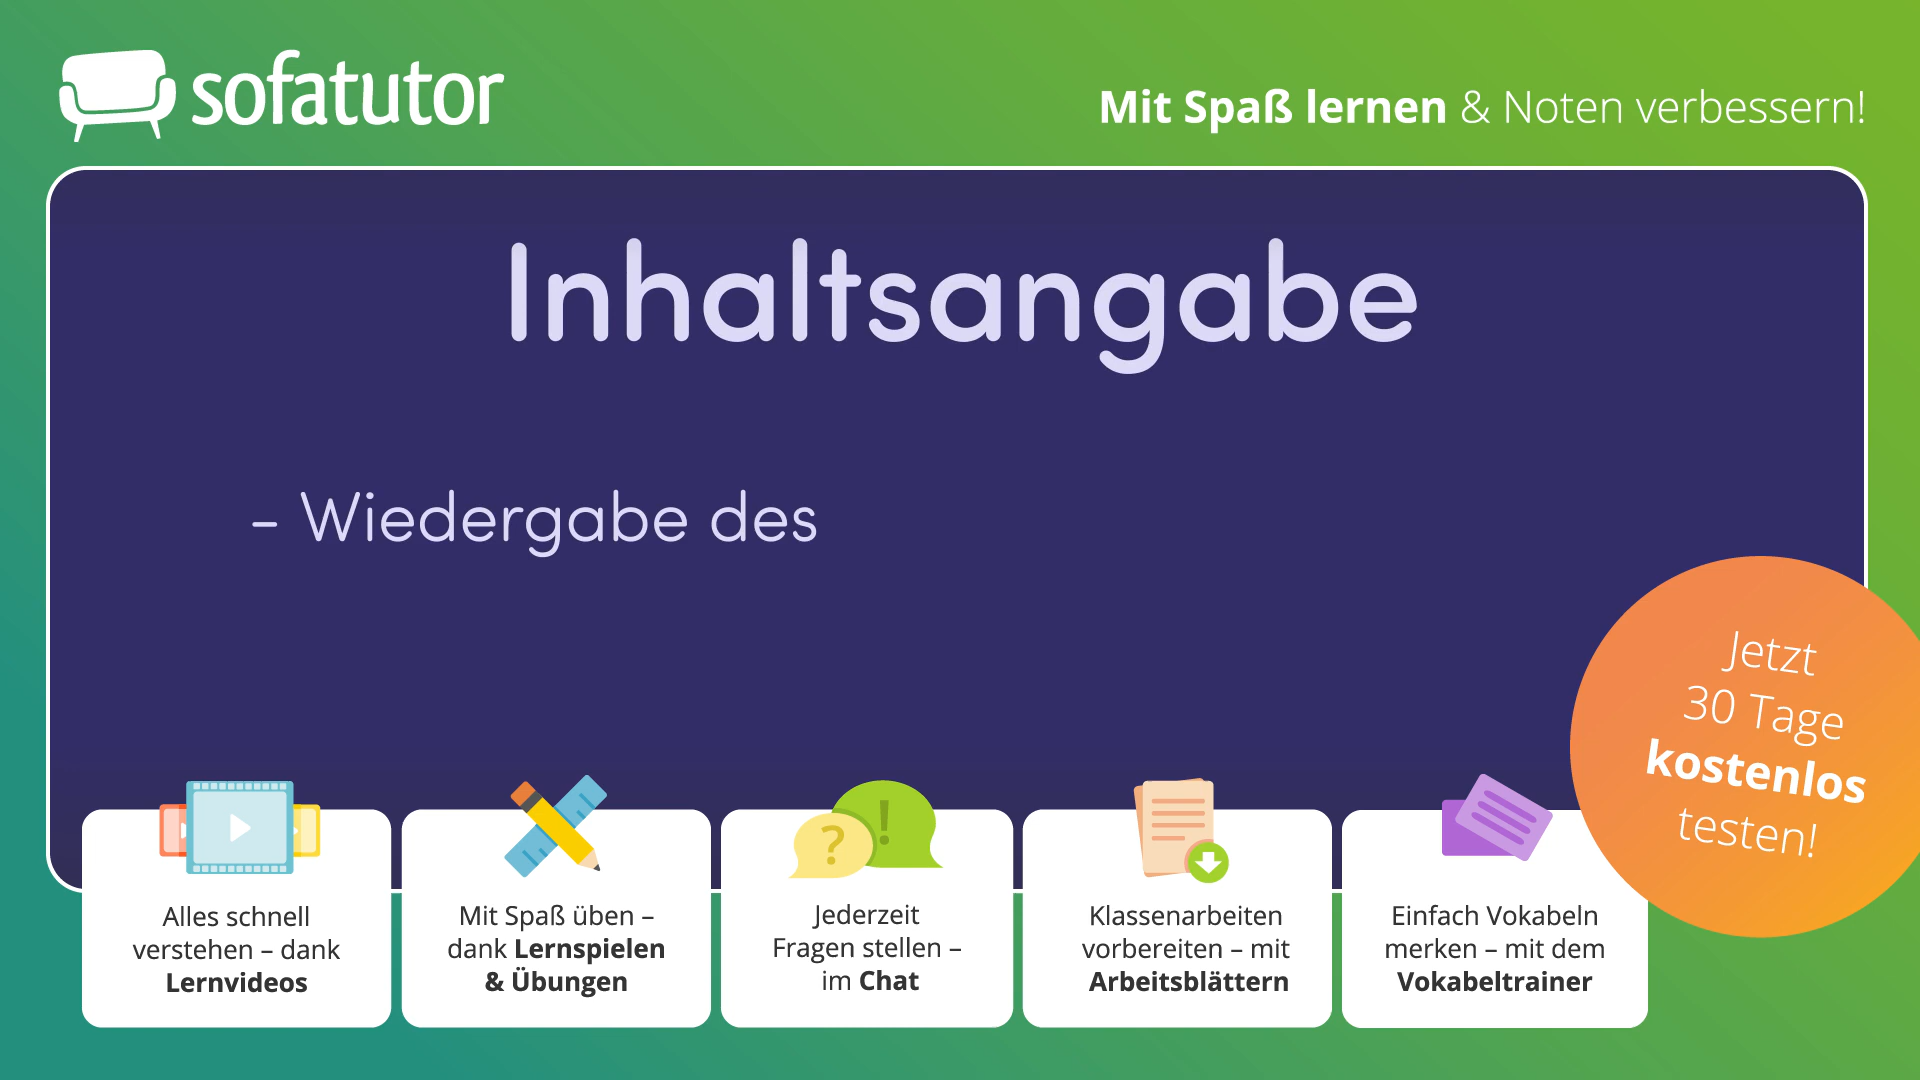 sofatutor
Mit Spaß lernen & Noten verbessern!
Inhaltsangabe
- Wiedergabe des
Jetzt
30 Tage
kostenlos
testen!
Alles schnell
verstehen – dank
Lernvideos
Mit Spaß üben –
dank Lernspielen
& Übungen
?
!
Jederzeit
Fragen stellen –
im Chat
Klassenarbeiten
vorbereiten – mit
Arbeitsblättern
Einfach Vokabeln
merken – mit dem
Vokabeltrainer